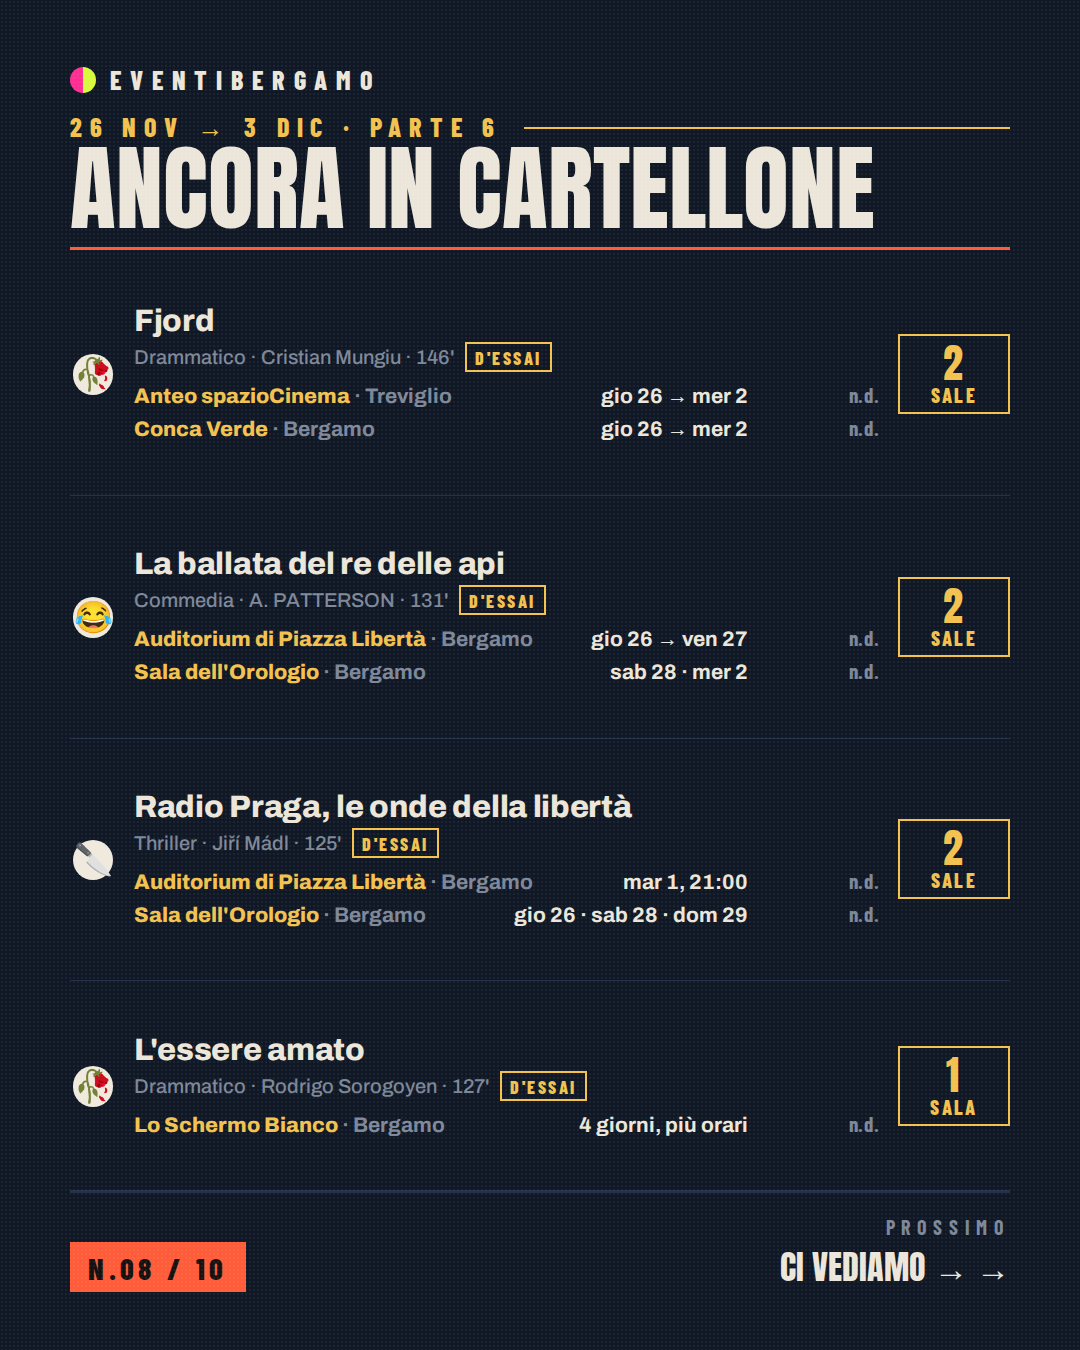 EVENTIBERGAMO
26 NOV → 3 DIC · PARTE 6
ANCORA IN CARTELLONE
Fjord
Drammatico · Cristian Mungiu · 146' D'ESSAI
Anteo spazioCinema · Treviglio gio 26 → mer 2 n.d.
Conca Verde · Bergamo gio 26 → mer 2 n.d.
2 SALE
La ballata del re delle api
Commedia · A. PATTERSON · 131' D'ESSAI
Auditorium di Piazza Libertà · Bergamo gio 26 → ven 27 n.d.
Sala dell'Orologio · Bergamo sab 28 · mer 2 n.d.
2 SALE
Radio Praga, le onde della libertà
Thriller · Jiří Mádl · 125' D'ESSAI
Auditorium di Piazza Libertà · Bergamo mar 1, 21:00 n.d.
Sala dell'Orologio · Bergamo gio 26 · sab 28 · dom 29 n.d.
2 SALE
L'essere amato
Drammatico · Rodrigo Sorogoyen · 127' D'ESSAI
Lo Schermo Bianco · Bergamo 4 giorni, più orari n.d.
1 SALA
PROSSIMO
N.08 / 10
CI VEDIAMO → →